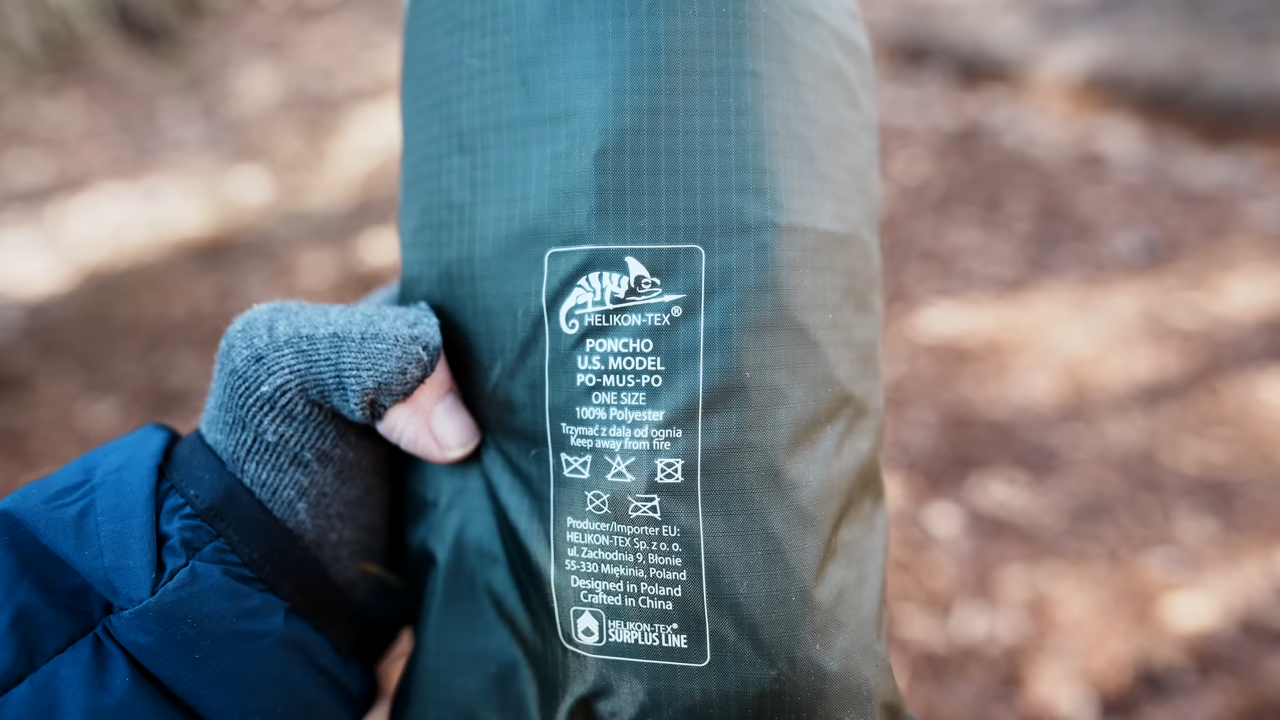 HELIKON-TEX®
PONCHO
U.S. MODEL
PO-MUS-PO
ONE SIZE
100% Polyester
Trzymać z dala od ognia
Keep away from fire
Producer/Importer EU:
HELIKON-TEX Sp. z o. o.
ul. Zachodnia 9, Błonie
55-330 Miękinia, Poland
Designed in Poland
Crafted in China
HELIKON-TEX®
SURPLUS LINE